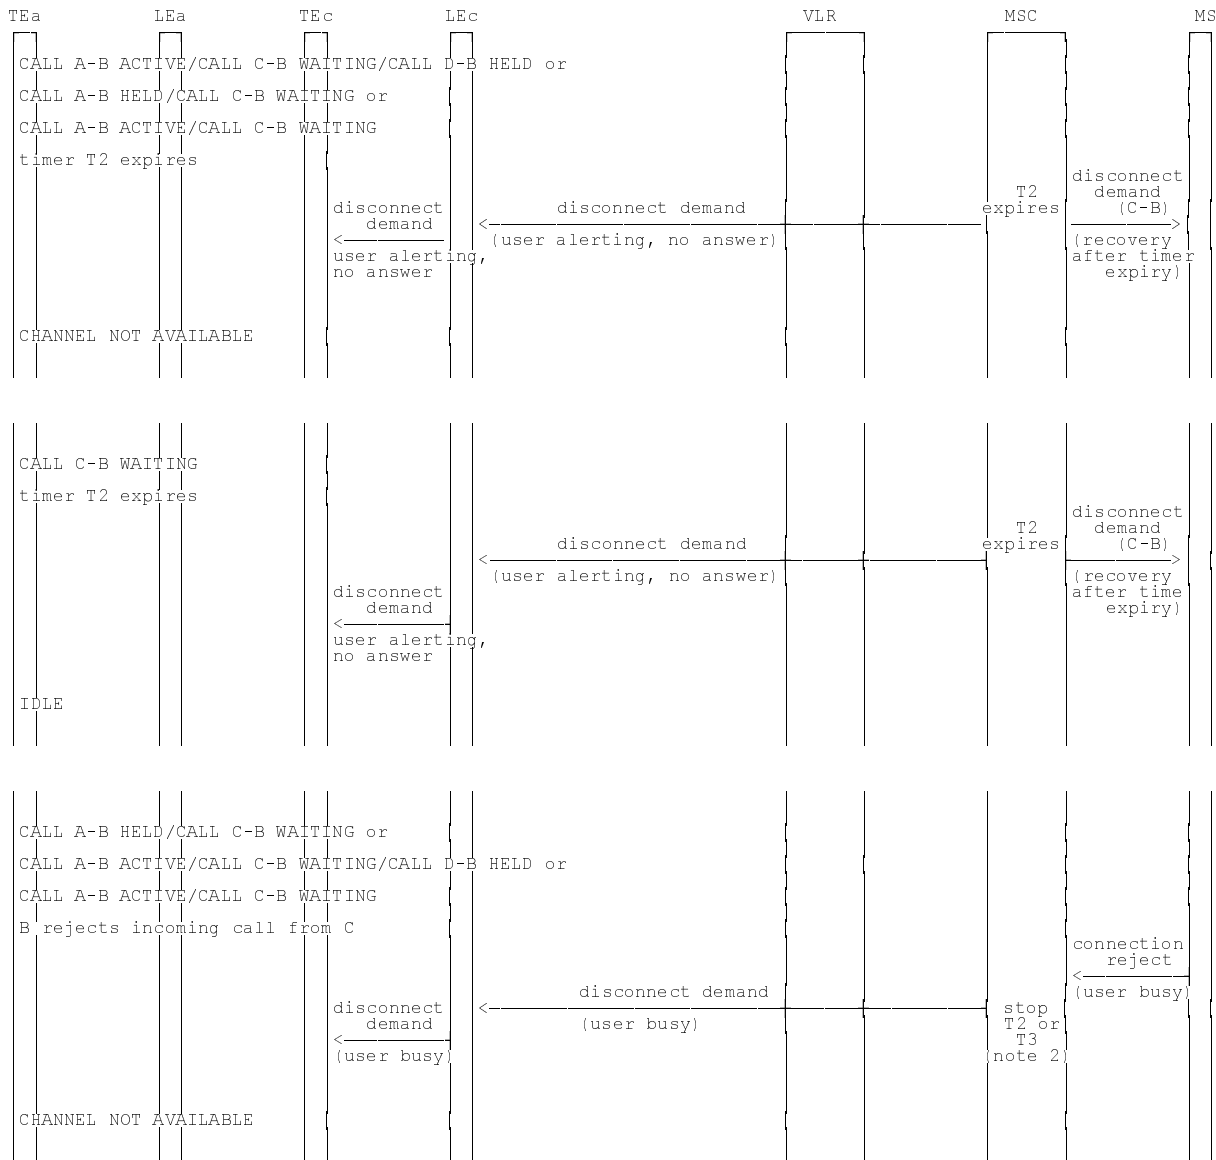 TEa LEa TEc LEc VLR MSC MS
CALL A-B ACTIVE/CALL C-B WAITING/CALL D-B HELD or
CALL A-B HELD/CALL C-B WAITING or
CALL A-B ACTIVE/CALL C-B WAITING
timer T2 expires
disconnect
T2 demand
disconnect disconnect demand expires (C-B)
demand
(user alerting, no answer) (recovery
user alerting, after timer
no answer expiry)
CHANNEL NOT AVAILABLE
CALL C-B WAITING
timer T2 expires
disconnect
T2 demand
disconnect demand expires (C-B)
(user alerting, no answer) (recovery
disconnect after time
demand expiry)
user alerting,
no answer
IDLE
CALL A-B HELD/CALL C-B WAITING or
CALL A-B ACTIVE/CALL C-B WAITING/CALL D-B HELD or
CALL A-B ACTIVE/CALL C-B WAITING
B rejects incoming call from C
connection
reject
disconnect demand (user busy)
disconnect stop
demand (user busy) T2 or
T3
(user busy) (note 2)
CHANNEL NOT AVAILABLE